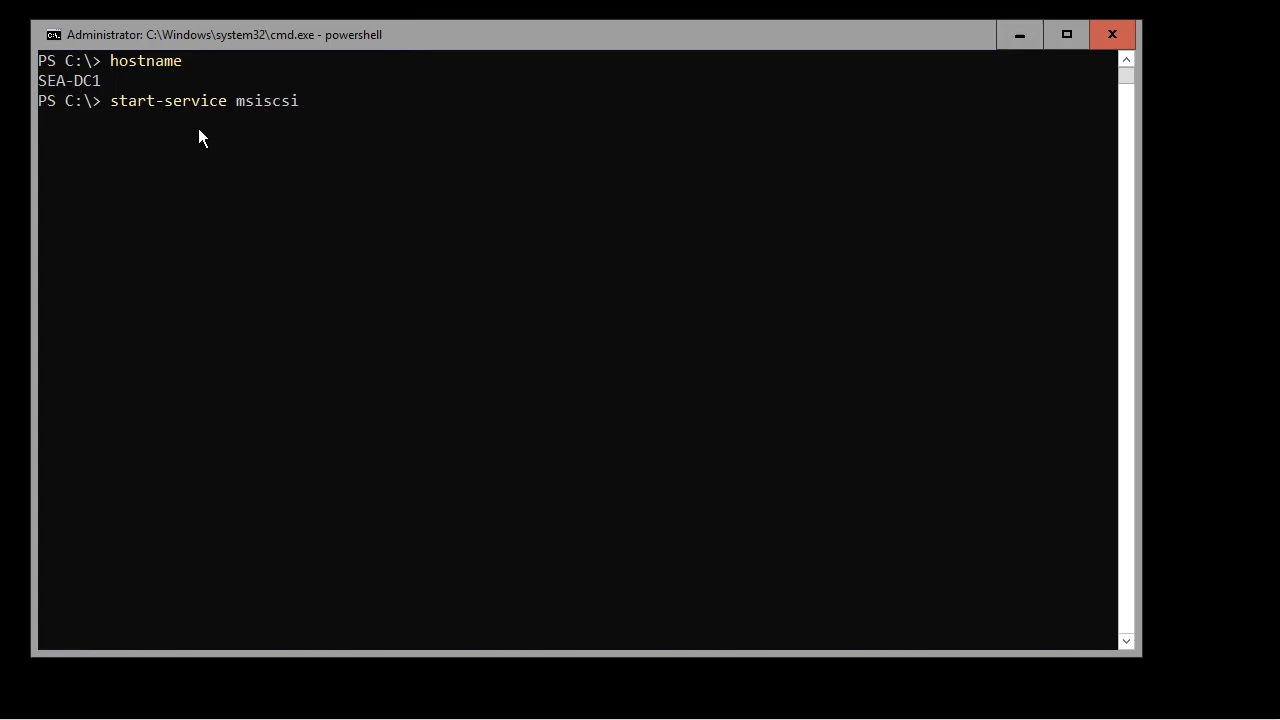 Administrator: C:\Windows\system32\cmd.exe - powershell
PS C:\> hostname
SEA-DC1
PS C:\> start-service msiscsi